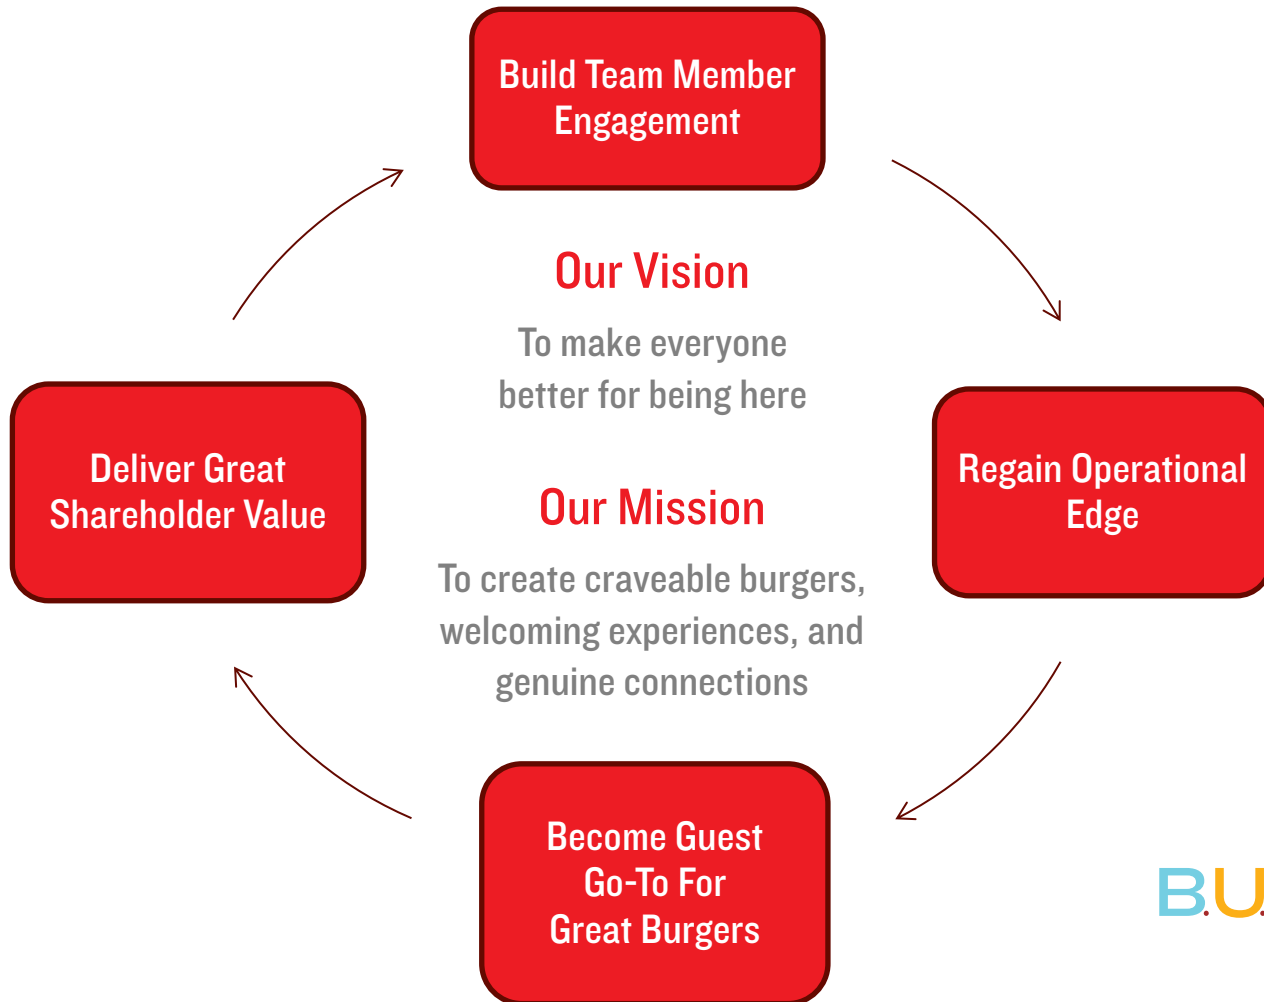 Build Team Member
Engagement
Our Vision
To make everyone
better for being here
Deliver Great
Shareholder Value
Regain Operational
Edge
Our Mission
To create craveable burgers,
welcoming experiences, and
genuine connections
Become Guest
Go-To For
Great Burgers
B.U.